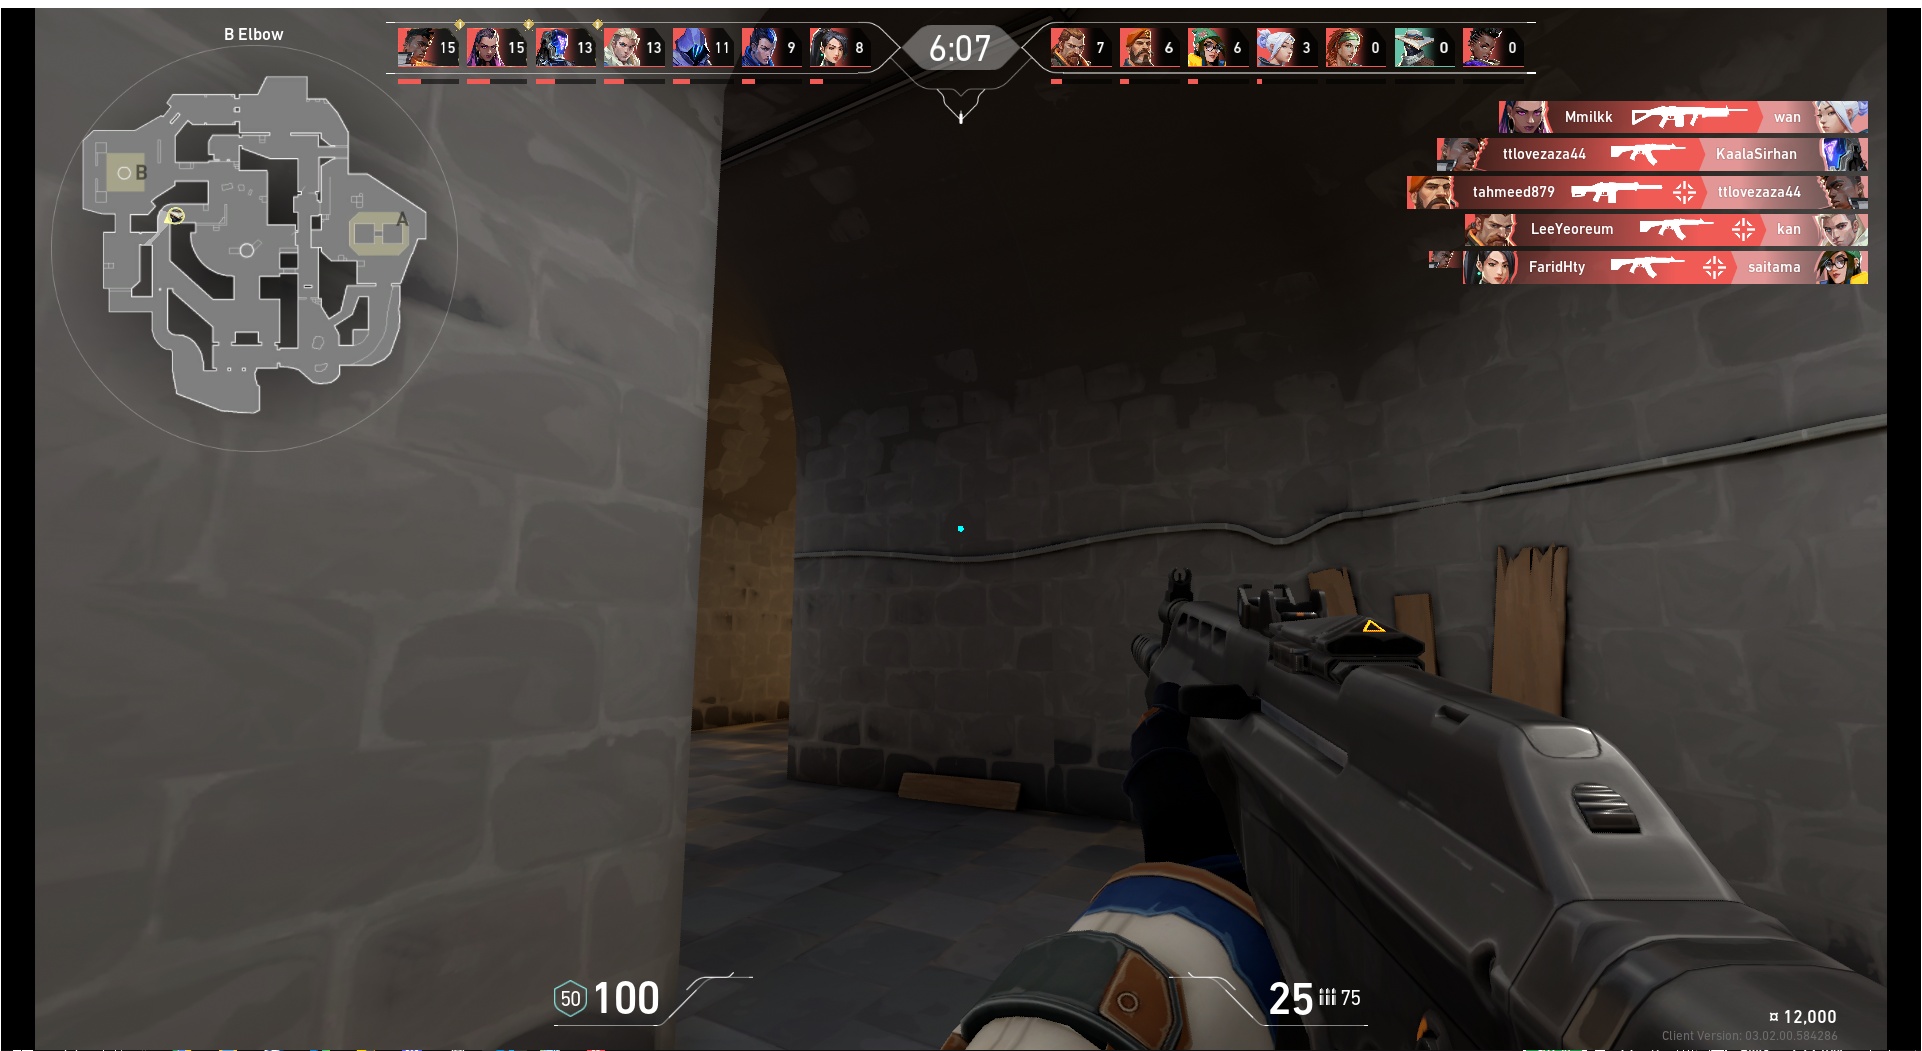 B Elbow
15 15 13 13 11 9 8
6:07
7 6 6 3 0 0 0
B
A
Mmilkk wan
ttlovezaza44 KaalaSirhan
tahmeed879 ttlovezaza44
LeeYeoreum kan
FaridHty saitama
50 100
25 75
¤ 12,000
Client Version: 03.02.00.584286